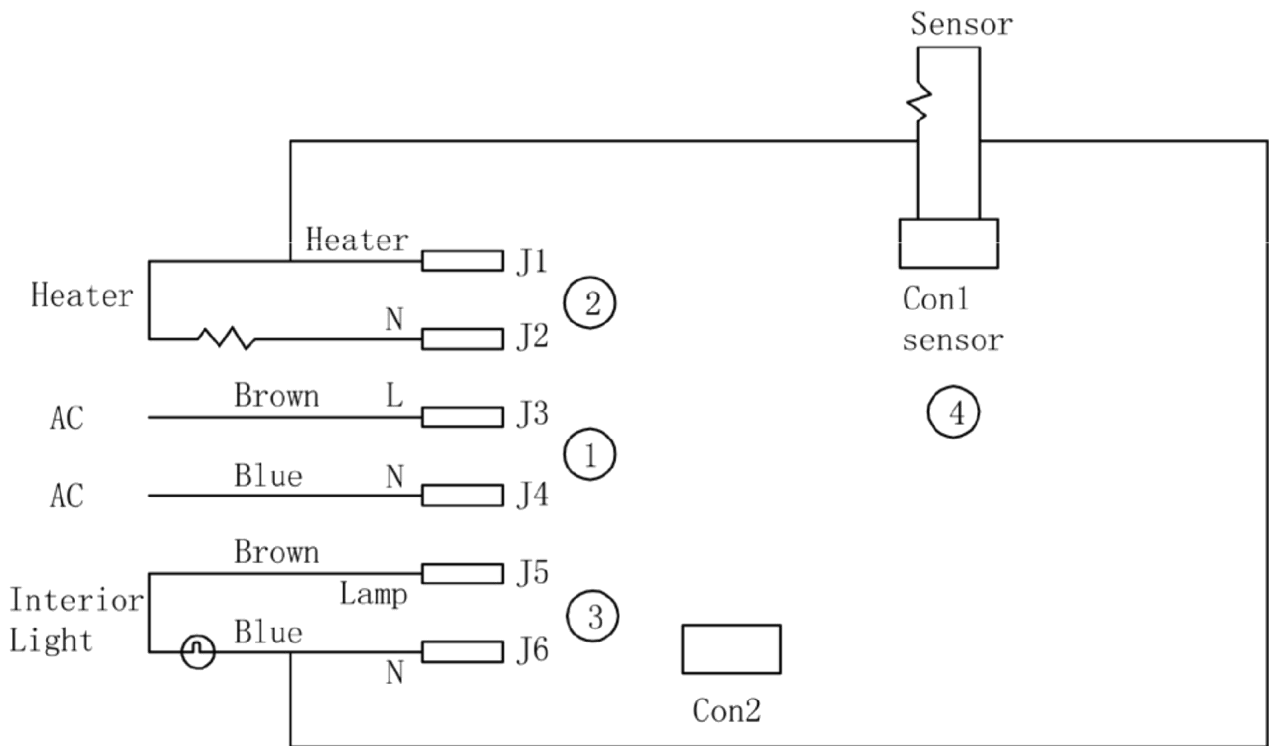 Sensor
Heater
J1
Heater
2
N
J2
Con1
sensor
Brown
L
J3
AC
4
1
Blue
N
J4
AC
Brown
J5
Lamp
Interior
Light
3
Blue
J6
N
Con2